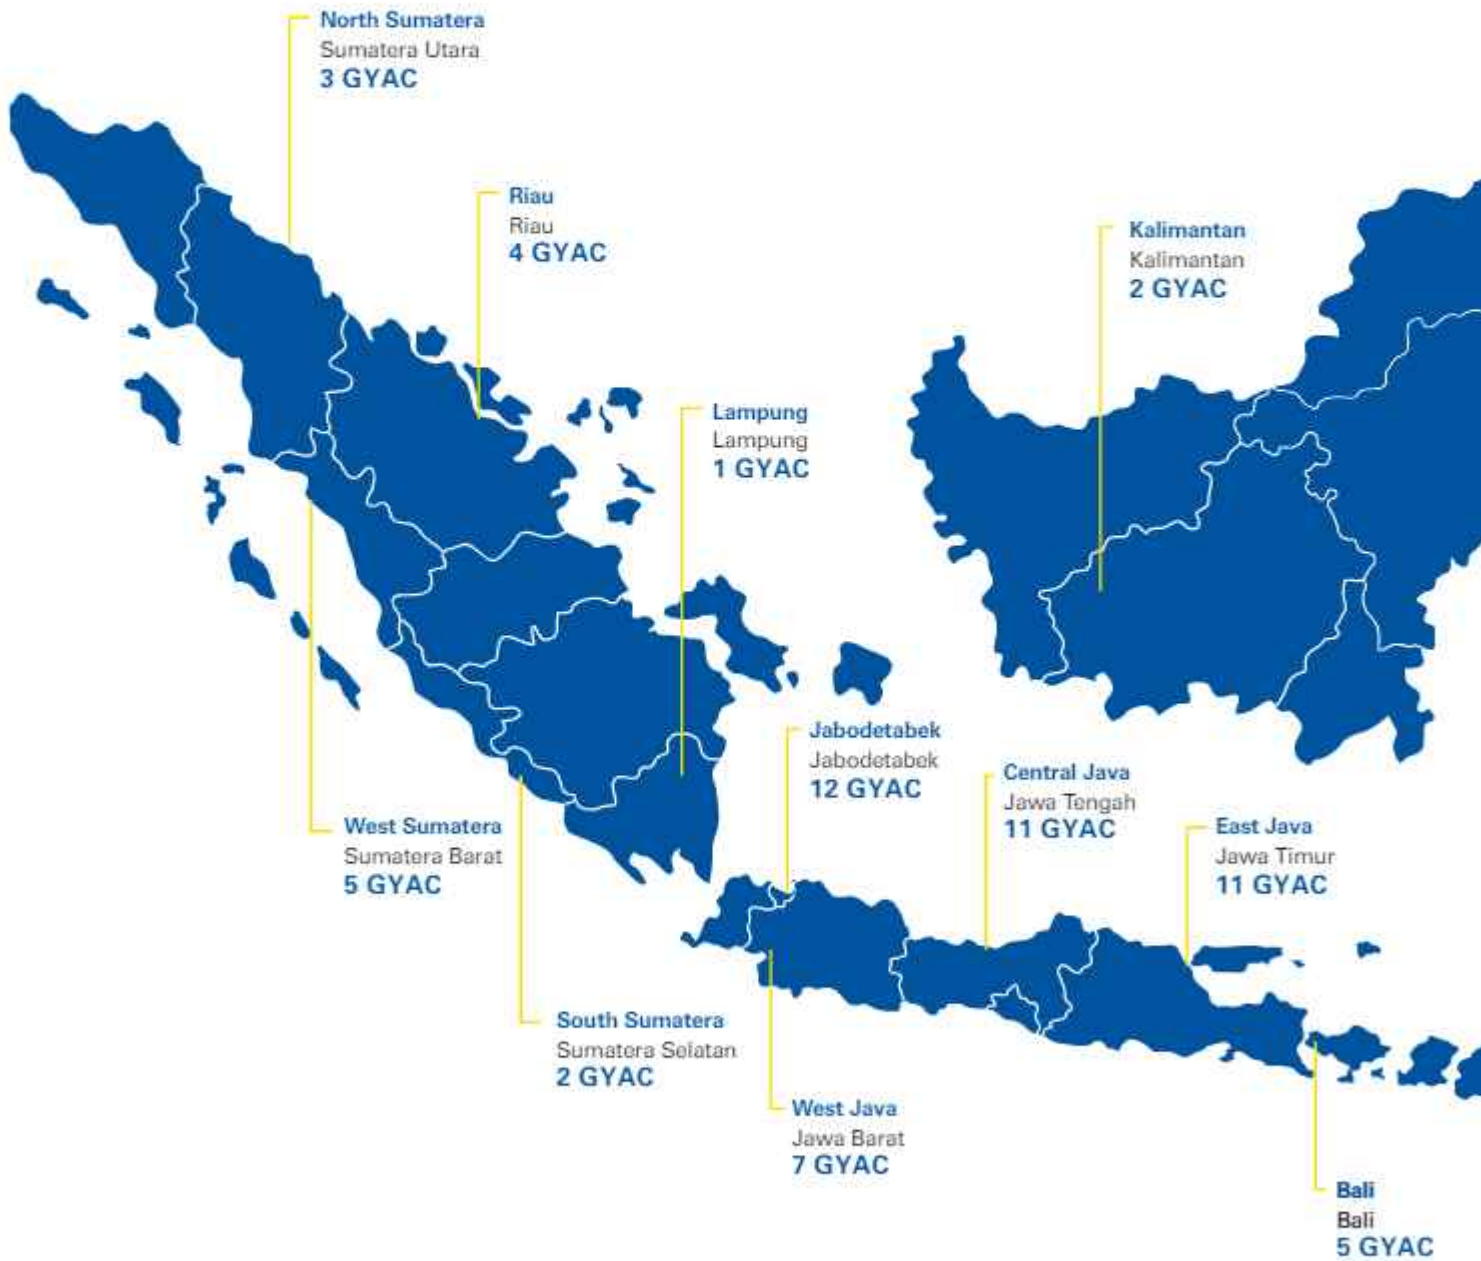 North Sumatera
Sumatera Utara
3 GYAC
Riau
Riau
4 GYAC
Kalimantan
Kalimantan
2 GYAC
Lampung
Lampung
1 GYAC
Jabodetabek
Jabodetabek
12 GYAC
Central Java
Jawa Tengah
11 GYAC
East Java
Jawa Timur
11 GYAC
West Sumatera
Sumatera Barat
5 GYAC
South Sumatera
Sumatera Selatan
2 GYAC
West Java
Jawa Barat
7 GYAC
Bali
Bali
5 GYAC